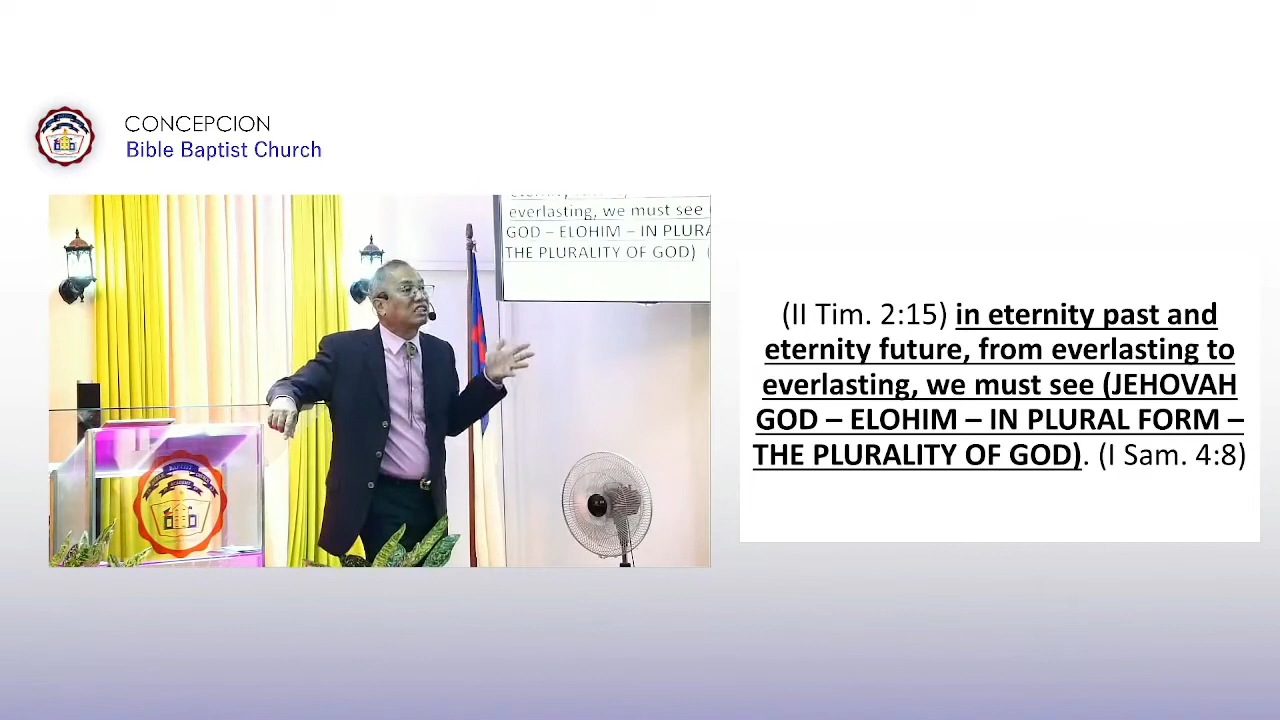 CONCEPCION
Bible Baptist Church
everlasting, we must see (
GOD – ELOHIM – IN PLURA
THE PLURALITY OF GOD) (
BAPTIST
(II Tim. 2:15) in eternity past and
eternity future, from everlasting to
everlasting, we must see (JEHOVAH
GOD – ELOHIM – IN PLURAL FORM –
THE PLURALITY OF GOD). (I Sam. 4:8)